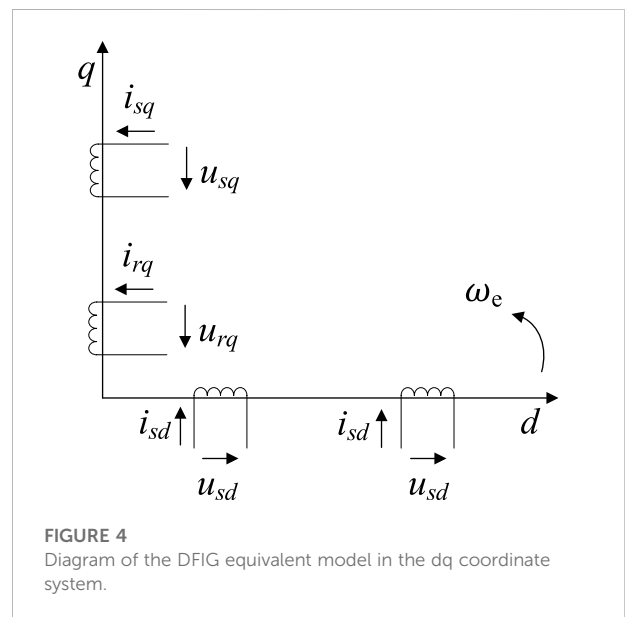 q
i_sq
u_sq
i_rq
u_rq
ω_e
i_sd
i_sd
d
u_sd
u_sd
FIGURE 4
Diagram of the DFIG equivalent model in the dq coordinate
system.